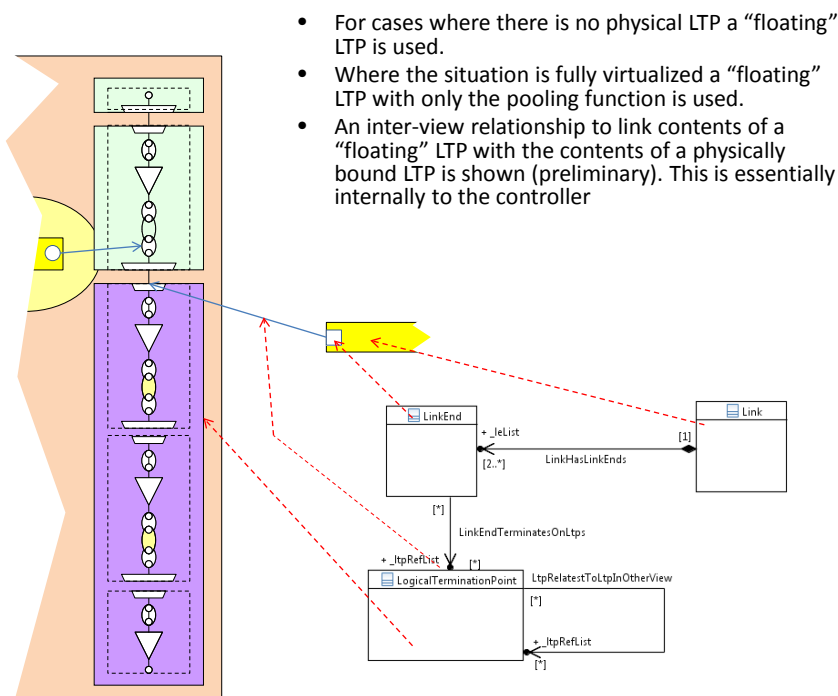 • For cases where there is no physical LTP a “floating”
LTP is used.
• Where the situation is fully virtualized a “floating”
LTP with only the pooling function is used.
• An inter-view relationship to link contents of a
“floating” LTP with the contents of a physically
bound LTP is shown (preliminary). This is essentially
internally to the controller
LinkEnd
Link
+ _leList
[1]
[2..*]
LinkHasLinkEnds
[*]
LinkEndTerminatesOnLtps
+ _ltpRefList
[*]
LogicalTerminationPoint
LtpRelatestToLtpInOtherView
[*]
+ _ltpRefList
[*]